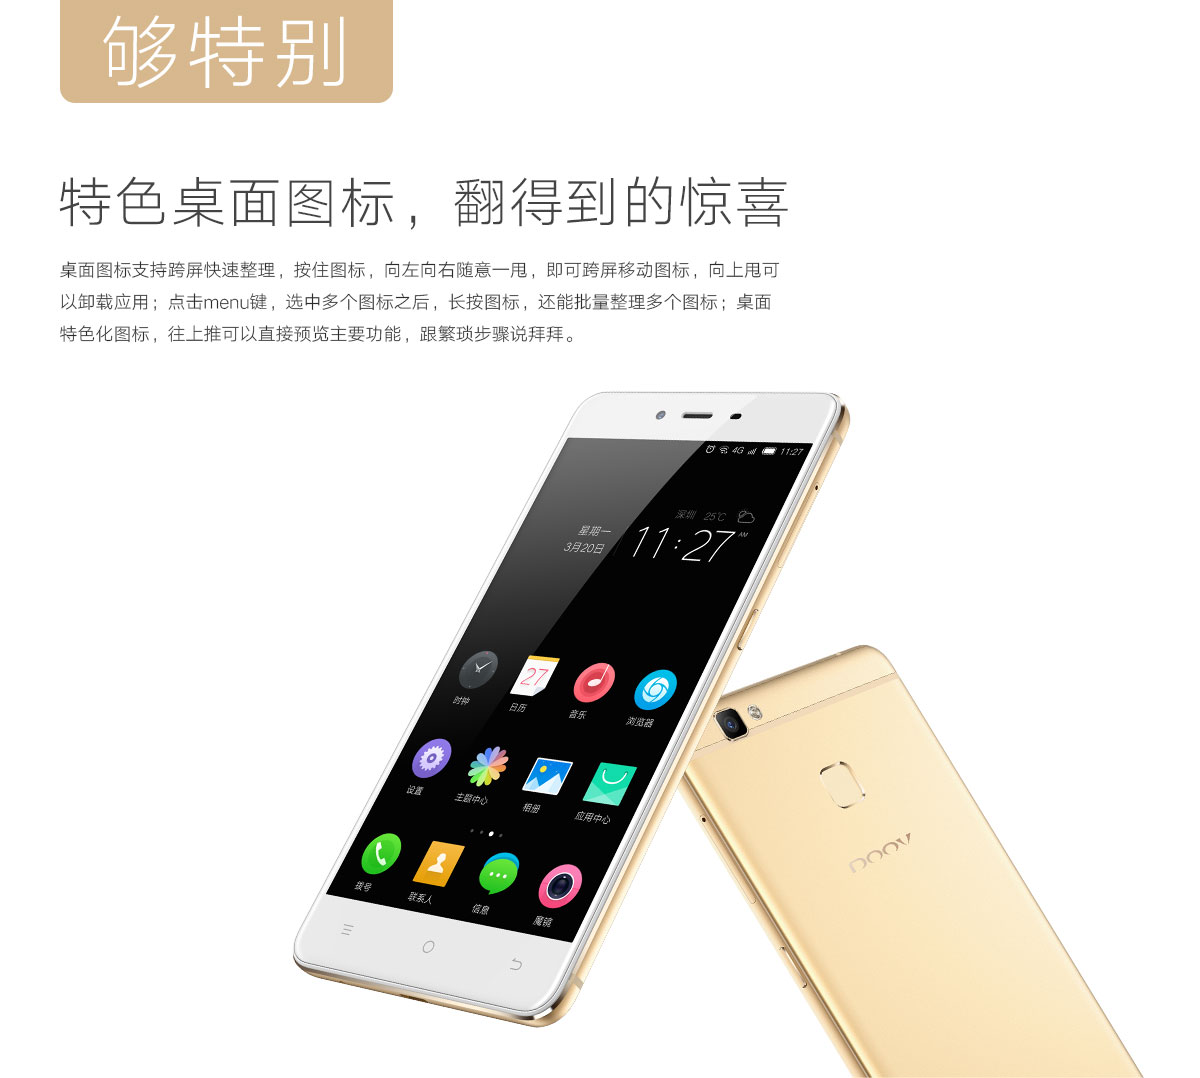 够特别
特色桌面图标，翻得到的惊喜
桌面图标支持跨屏快速整理，按住图标，向左向右随意一甩，即可跨屏移动图标，向上甩可
以卸载应用；点击menu键，选中多个图标之后，长按图标，还能批量整理多个图标；桌面
特色化图标，往上推可以直接预览主要功能，跟繁琐步骤说拜拜。
4G 11:27
深圳 25℃
星期一
3月20日
11:27 AM
27
时钟 日历 音乐 浏览器
设置 主题中心 相册 应用中心
拨号 联系人 信息 魔镜
DOOV